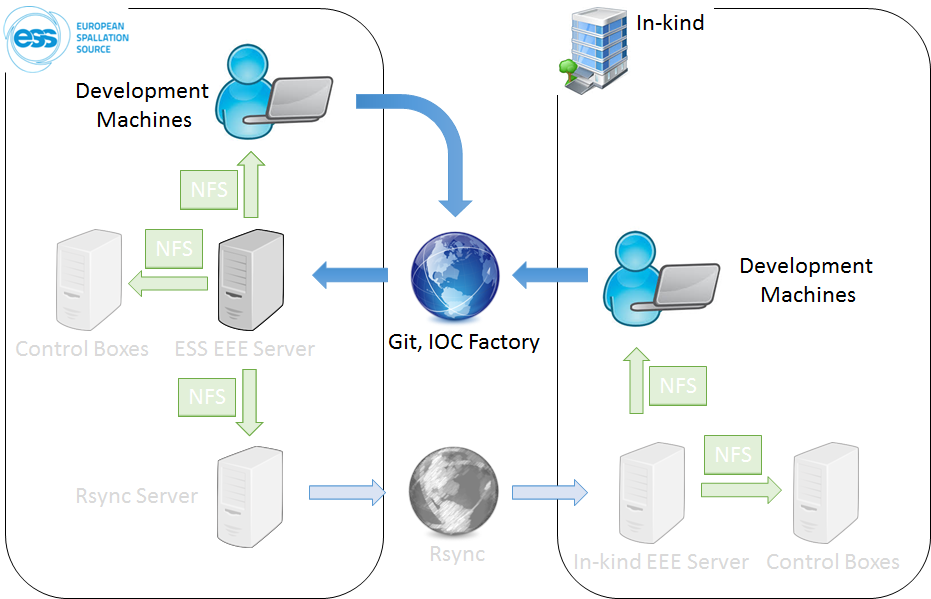 ess
EUROPEAN
SPALLATION
SOURCE
In-kind
Development
Machines
NFS
NFS
Control Boxes
ESS EEE Server
Git, IOC Factory
Development
Machines
NFS
NFS
NFS
Rsync Server
Rsync
In-kind EEE Server
Control Boxes